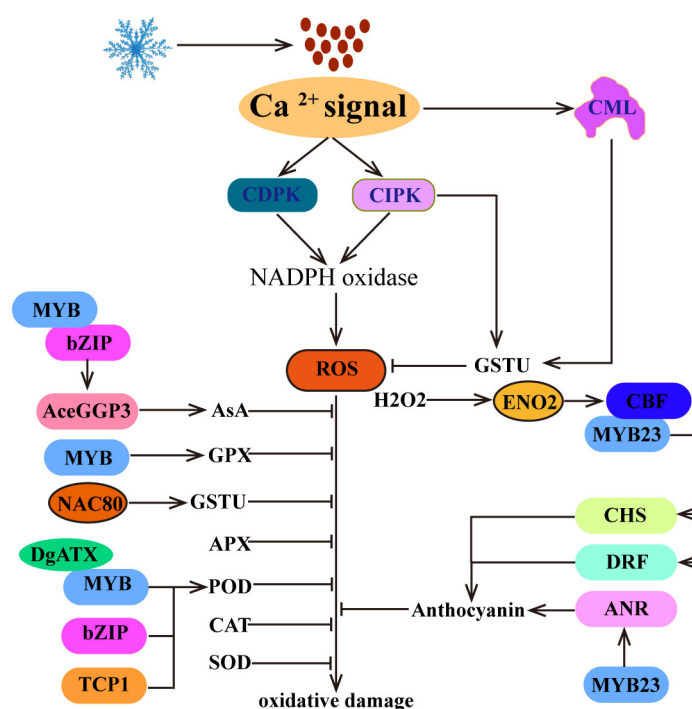 Ca 2+ signal
CML
CDPK
CIPK
NADPH oxidase
MYB
bZIP
ROS
GSTU
H2O2
ENO2
CBF
MYB23
AceGGP3
AsA
MYB
GPX
NAC80
GSTU
CHS
APX
DgATX
DRF
MYB
POD
Anthocyanin
ANR
bZIP
CAT
SOD
TCP1
MYB23
oxidative damage